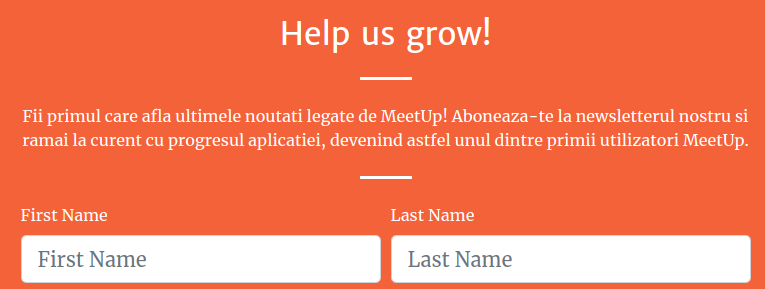 Help us grow!
Fii primul care afla ultimele noutati legate de MeetUp! Aboneaza-te la newsletterul nostru si
ramai la curent cu progresul aplicatiei, devenind astfel unul dintre primii utilizatori MeetUp.
First Name Last Name
First Name Last Name